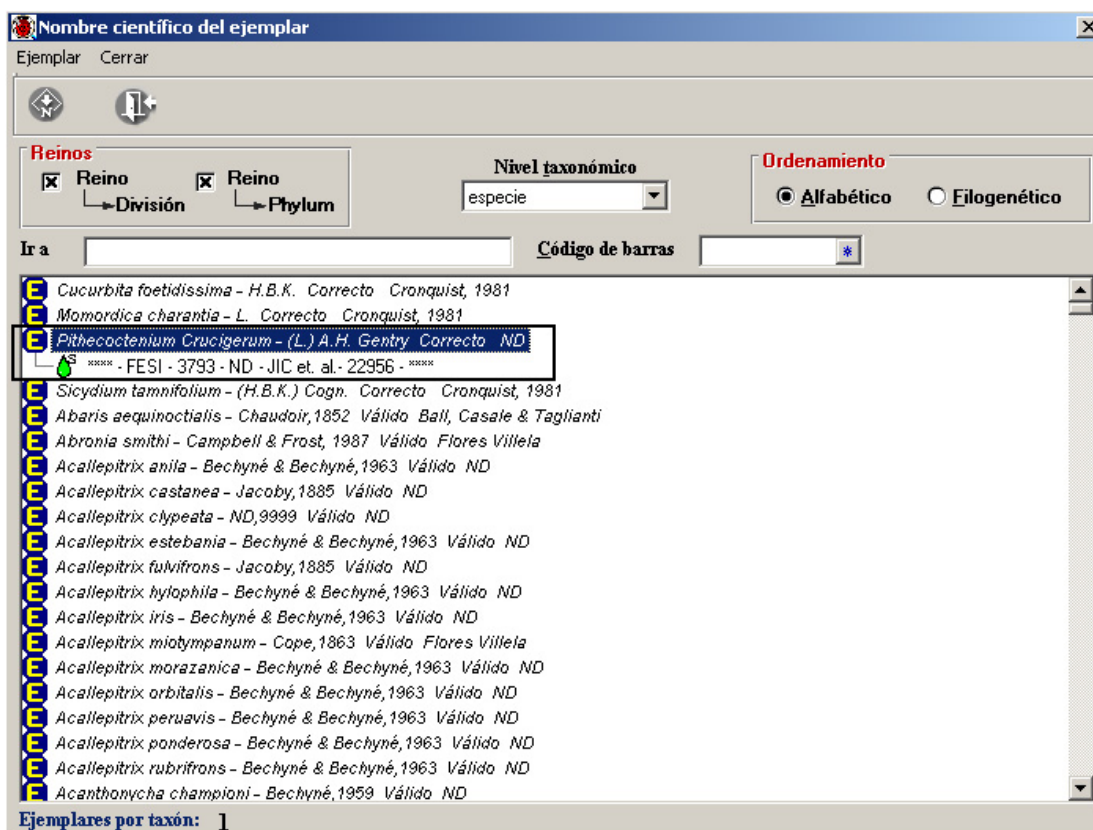 Nombre científico del ejemplar
Ejemplar Cerrar
N
Reinos
Reino
División
Reino
Phylum
Nivel taxonómico
especie
Ordenamiento
Alfabético
Filogenético
Ir a
Código de barras
*
E Cucurbita foetidissima - H.B.K. Correcto Cronquist, 1981
E Momordica charantia - L. Correcto Cronquist, 1981
E Pithecoctenium Crucigerum - (L.) A.H. Gentry Correcto ND
S **** - FESI - 3793 - ND - JIC et. al.- 22956 - ****
E Sicydium tamnifolium - (H.B.K.) Cogn. Correcto Cronquist, 1981
E Abaris aequinoctialis - Chaudoir,1852 Válido Ball, Casale & Taglianti
E Abronia smithi - Campbell & Frost, 1987 Válido Flores Villela
E Acallepitrix anila - Bechyné & Bechyné,1963 Válido ND
E Acallepitrix castanea - Jacoby,1885 Válido ND
E Acallepitrix clypeata - ND,9999 Válido ND
E Acallepitrix estebania - Bechyné & Bechyné,1963 Válido ND
E Acallepitrix fulvifrons - Jacoby,1885 Válido ND
E Acallepitrix hylophila - Bechyné & Bechyné,1963 Válido ND
E Acallepitrix iris - Bechyné & Bechyné,1963 Válido ND
E Acallepitrix miotympanum - Cope,1863 Válido Flores Villela
E Acallepitrix morazanica - Bechyné & Bechyné,1963 Válido ND
E Acallepitrix orbitalis - Bechyné & Bechyné,1963 Válido ND
E Acallepitrix peruavis - Bechyné & Bechyné,1963 Válido ND
E Acallepitrix ponderosa - Bechyné & Bechyné,1963 Válido ND
E Acallepitrix rubrifrons - Bechyné & Bechyné,1963 Válido ND
E Acanthonycha championi - Bechyné,1959 Válido ND
Ejemplares por taxón: 1